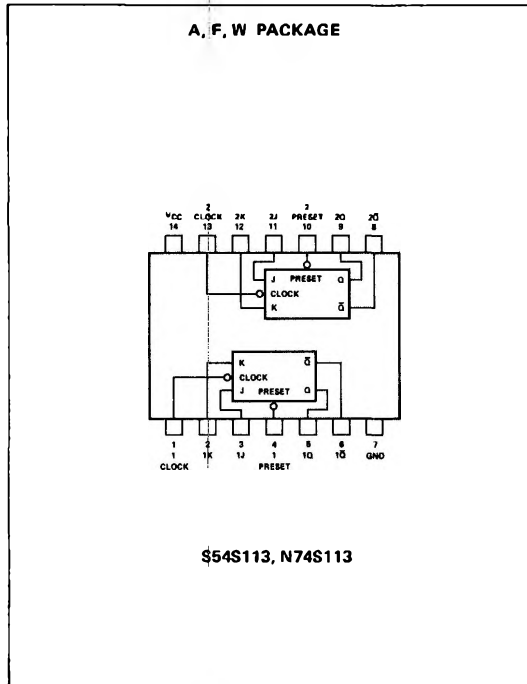 A, F, W PACKAGE
2 2
VCC CLOCK 2K 2J PRESET 2Q 2Q̅
14 13 12 11 10 9 8
J PRESET Q
CLOCK
K Q̅
K Q̅
CLOCK
J PRESET Q
1 2 3 4 5 6 7
1 1K 1J 1 1Q 1Q̅ GND
CLOCK PRESET
S54S113, N74S113